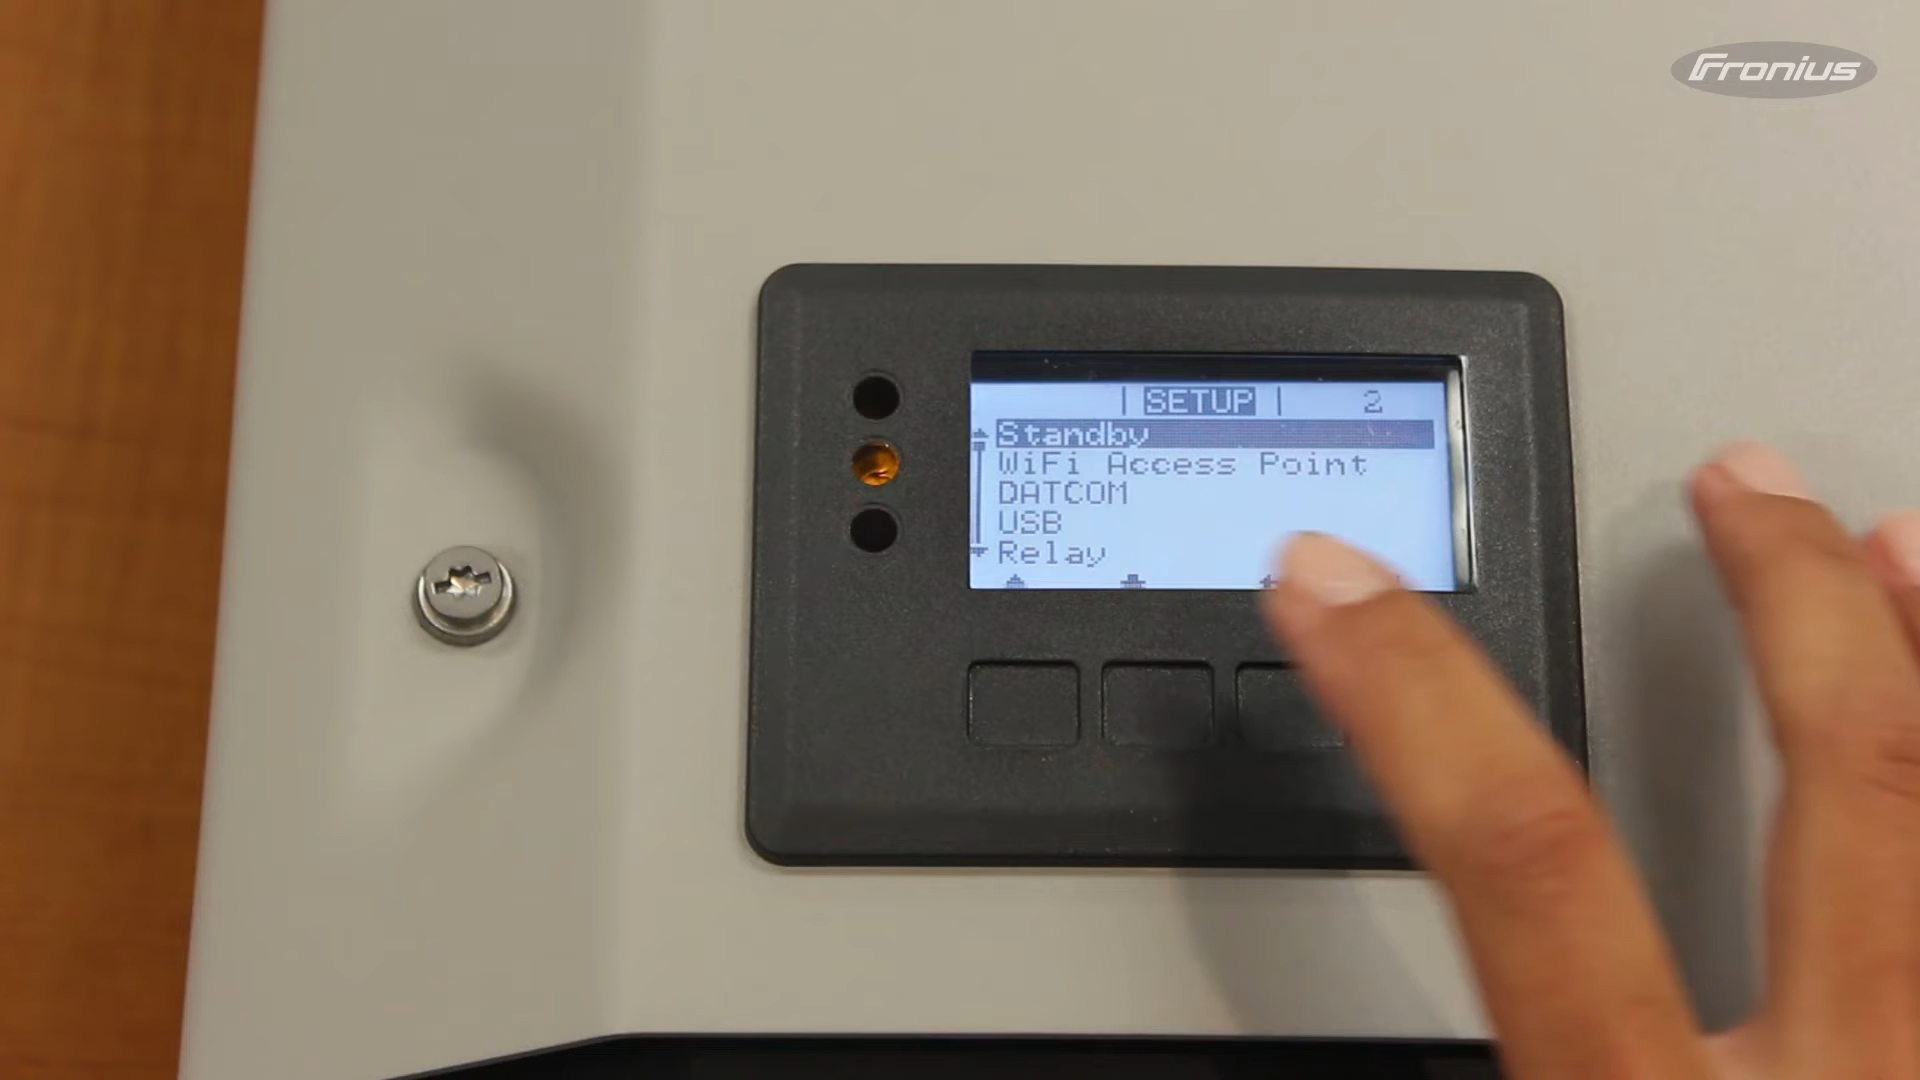 Fronius
SETUP 2
Standby
WiFi Access Point
DATCOM
USB
Relay